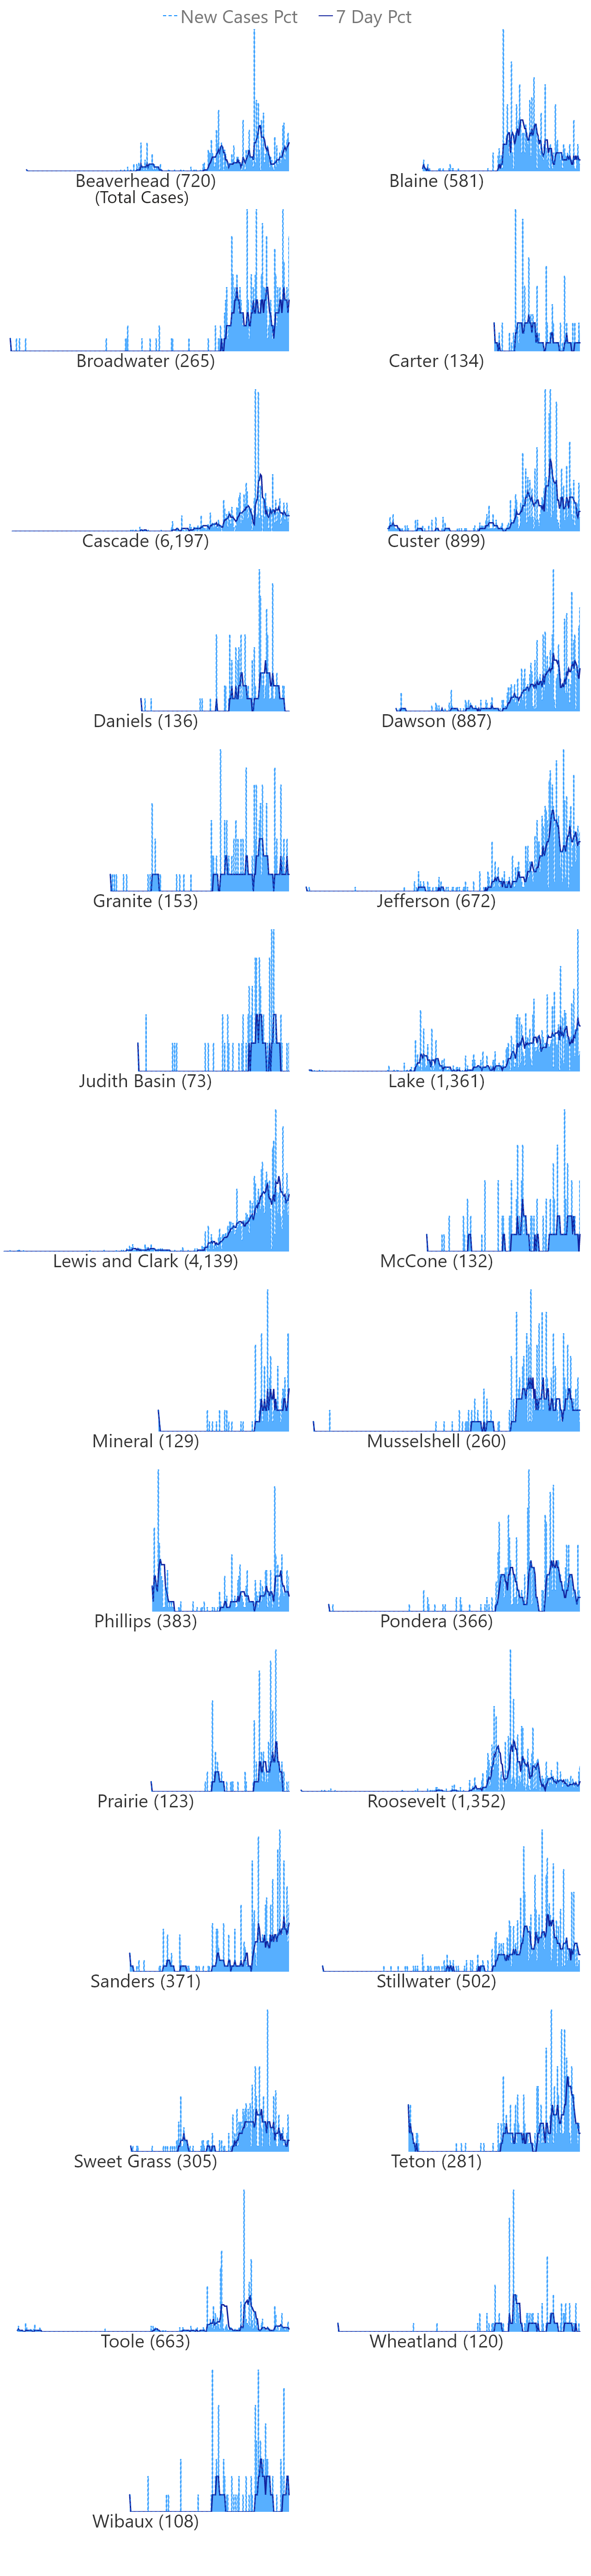 New Cases Pct 7 Day Pct
Beaverhead (720)
(Total Cases)
Blaine (581)
Broadwater (265)
Carter (134)
Cascade (6,197)
Custer (899)
Daniels (136)
Dawson (887)
Granite (153)
Jefferson (672)
Judith Basin (73)
Lake (1,361)
Lewis and Clark (4,139)
McCone (132)
Mineral (129)
Musselshell (260)
Phillips (383)
Pondera (366)
Prairie (123)
Roosevelt (1,352)
Sanders (371)
Stillwater (502)
Sweet Grass (305)
Teton (281)
Toole (663)
Wheatland (120)
Wibaux (108)